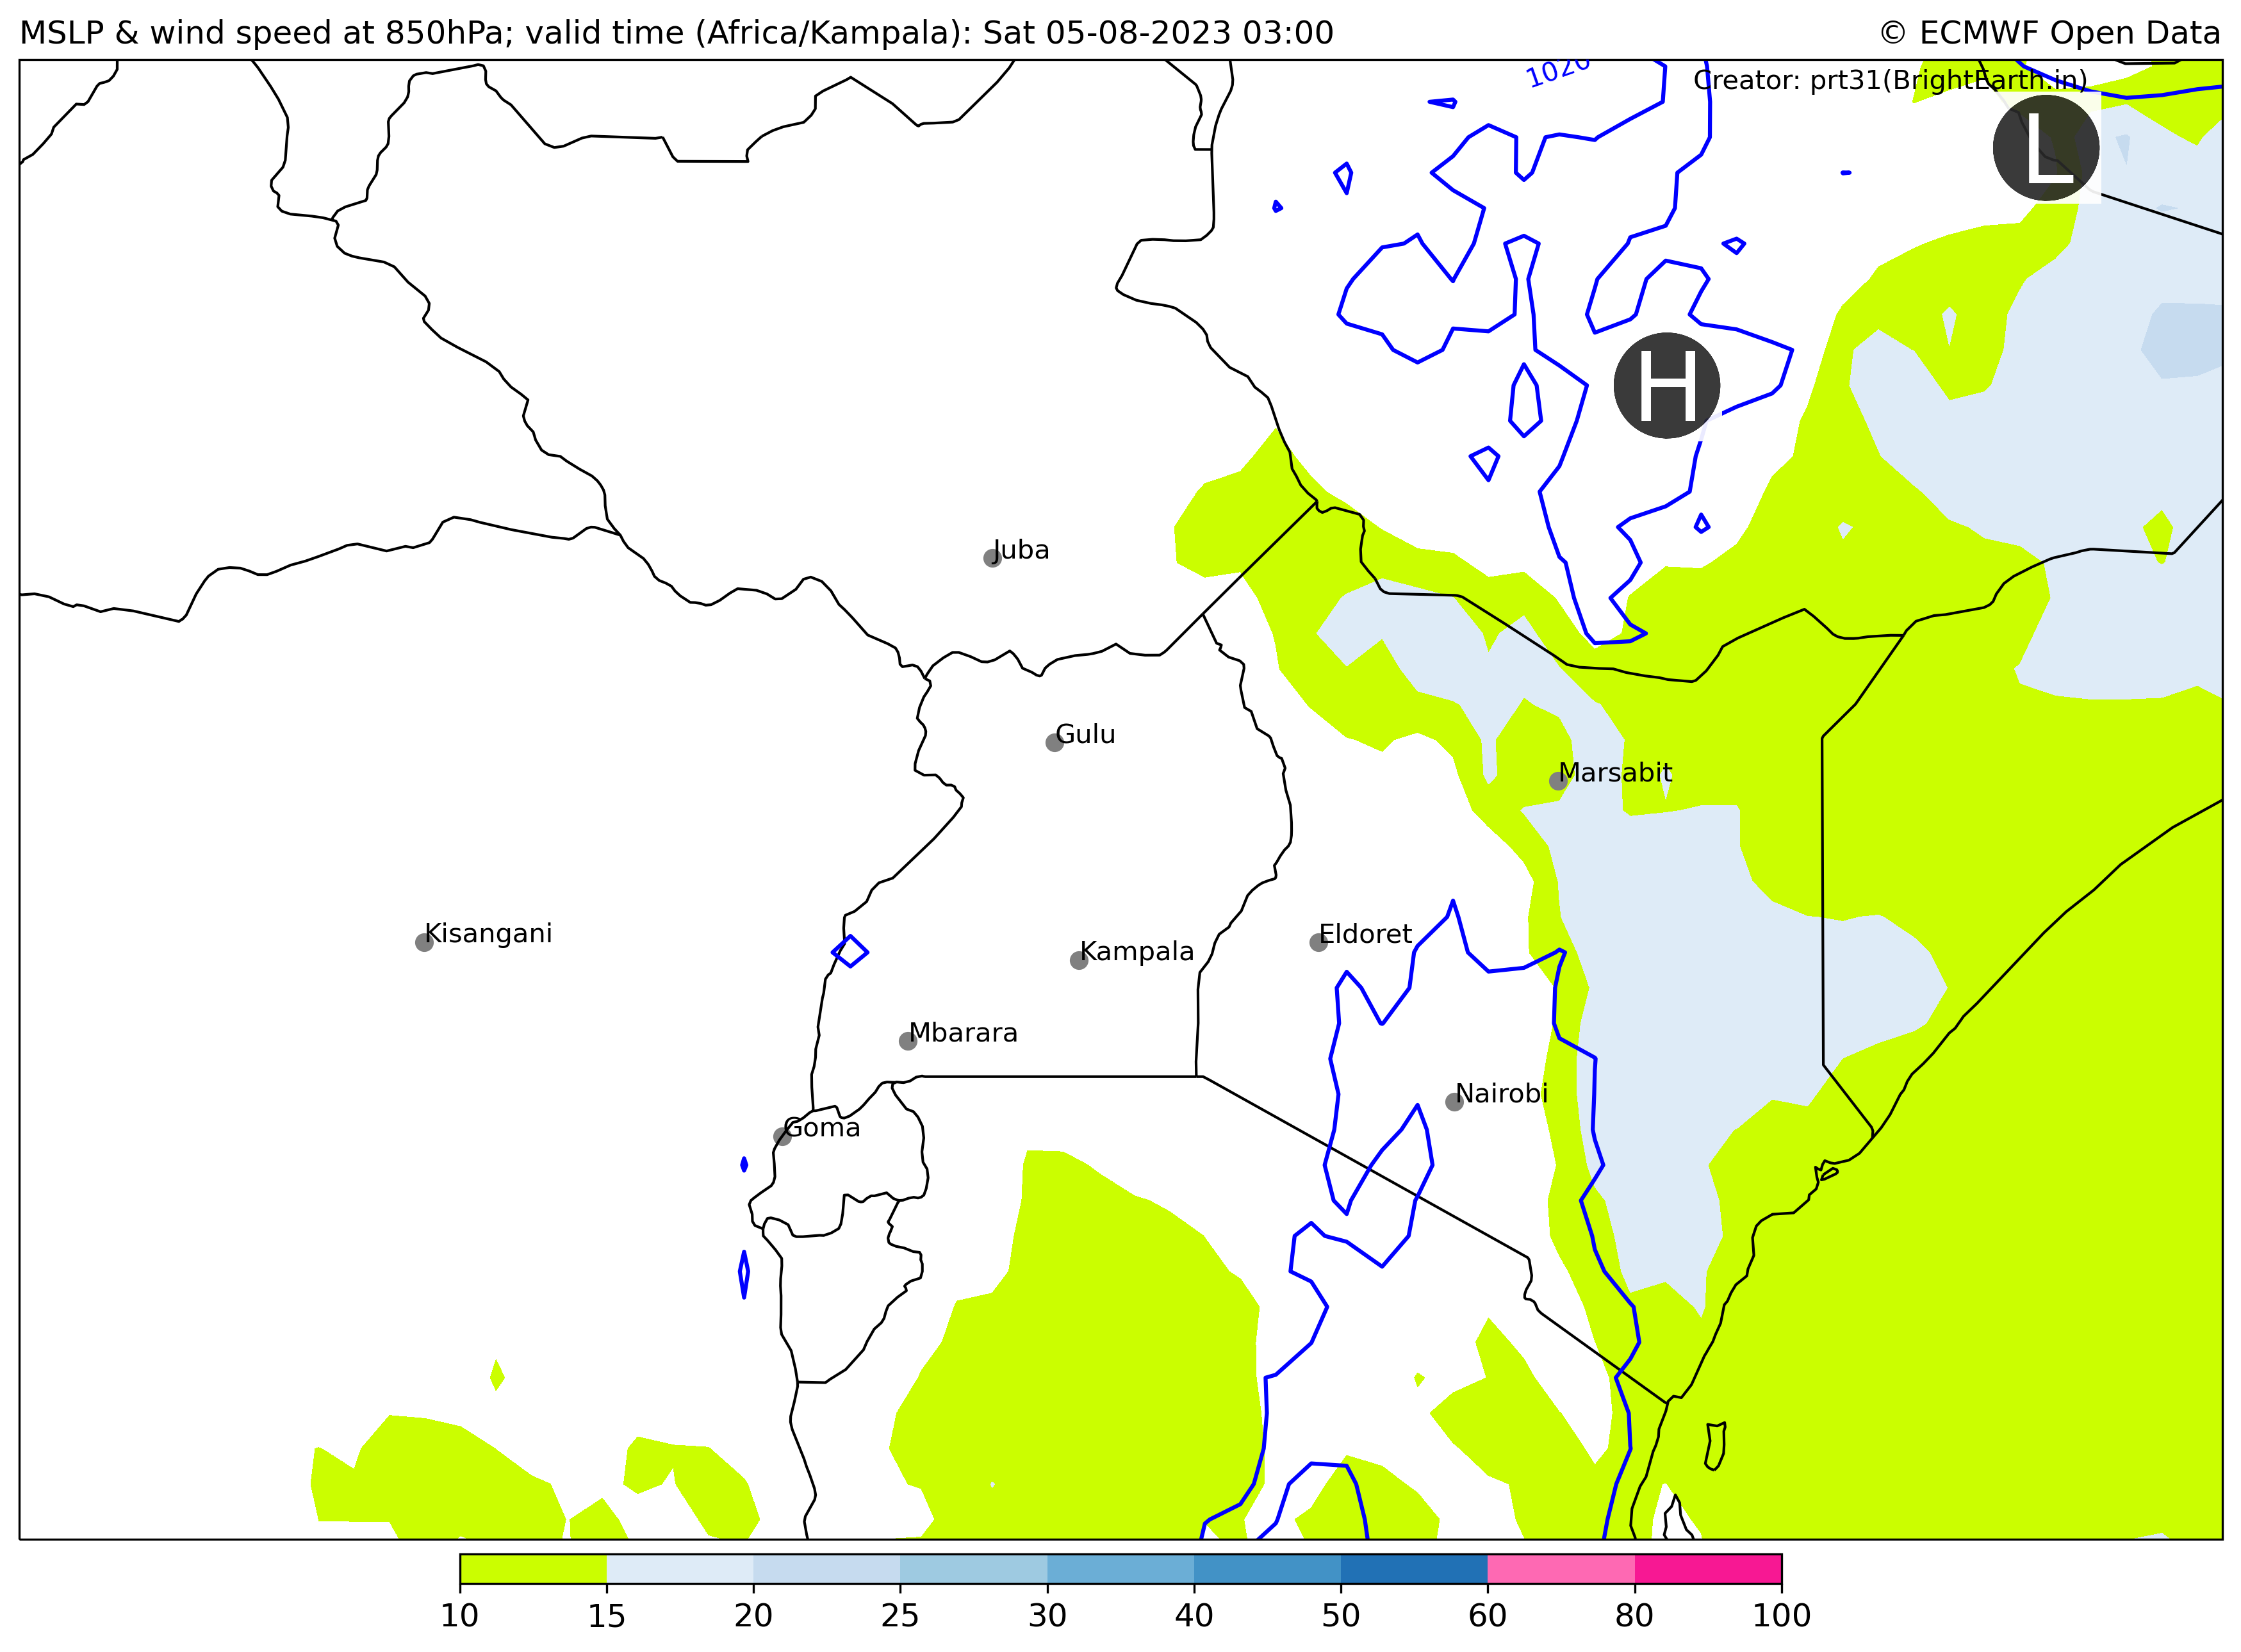 MSLP & wind speed at 850hPa; valid time (Africa/Kampala): Sat 05-08-2023 03:00
© ECMWF Open Data
1020
Creator: prt31(BrightEarth.in)
L
H
Juba
Gulu
Marsabit
Kisangani
Eldoret
Kampala
Mbarara
Nairobi
Goma
10 15 20 25 30 40 50 60 80 100